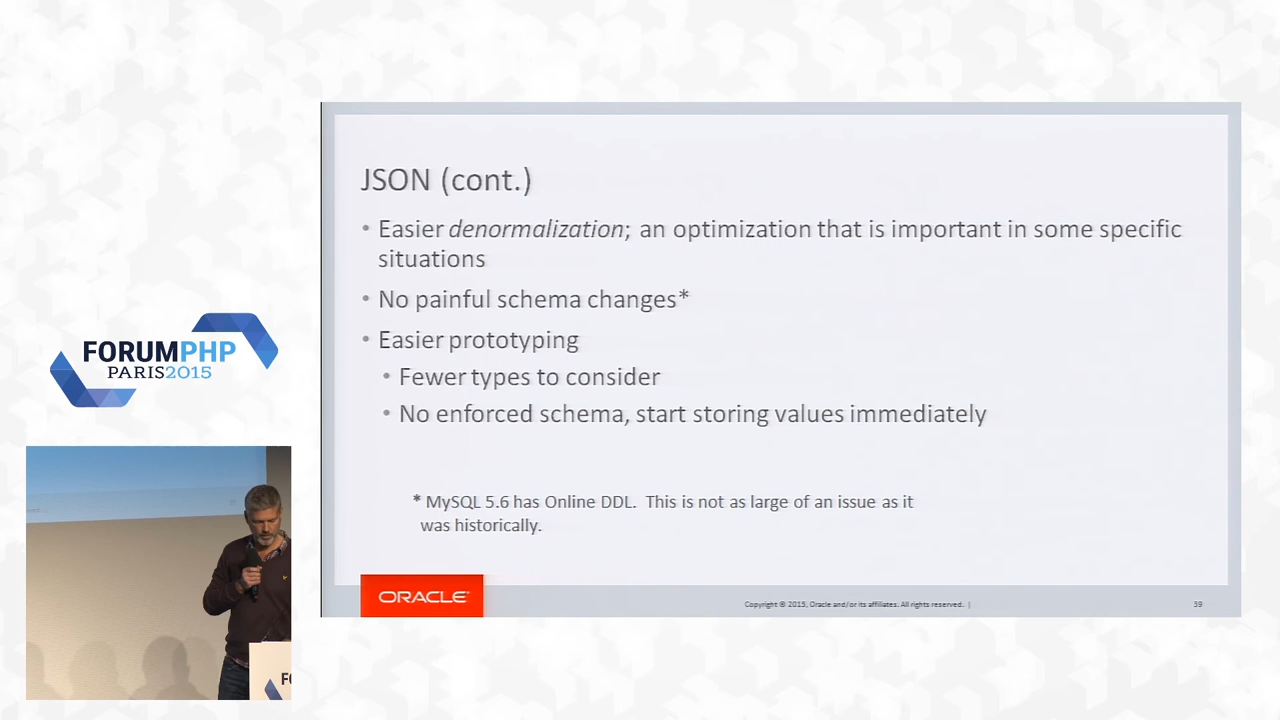 JSON (cont.)
• Easier denormalization; an optimization that is important in some specific
situations
• No painful schema changes*
• Easier prototyping
• Fewer types to consider
• No enforced schema, start storing values immediately
* MySQL 5.6 has Online DDL. This is not as large of an issue as it
was historically.
ORACLE
Copyright © 2015, Oracle and/or its affiliates. All rights reserved. |
39
FORUMPHP
PARIS2015